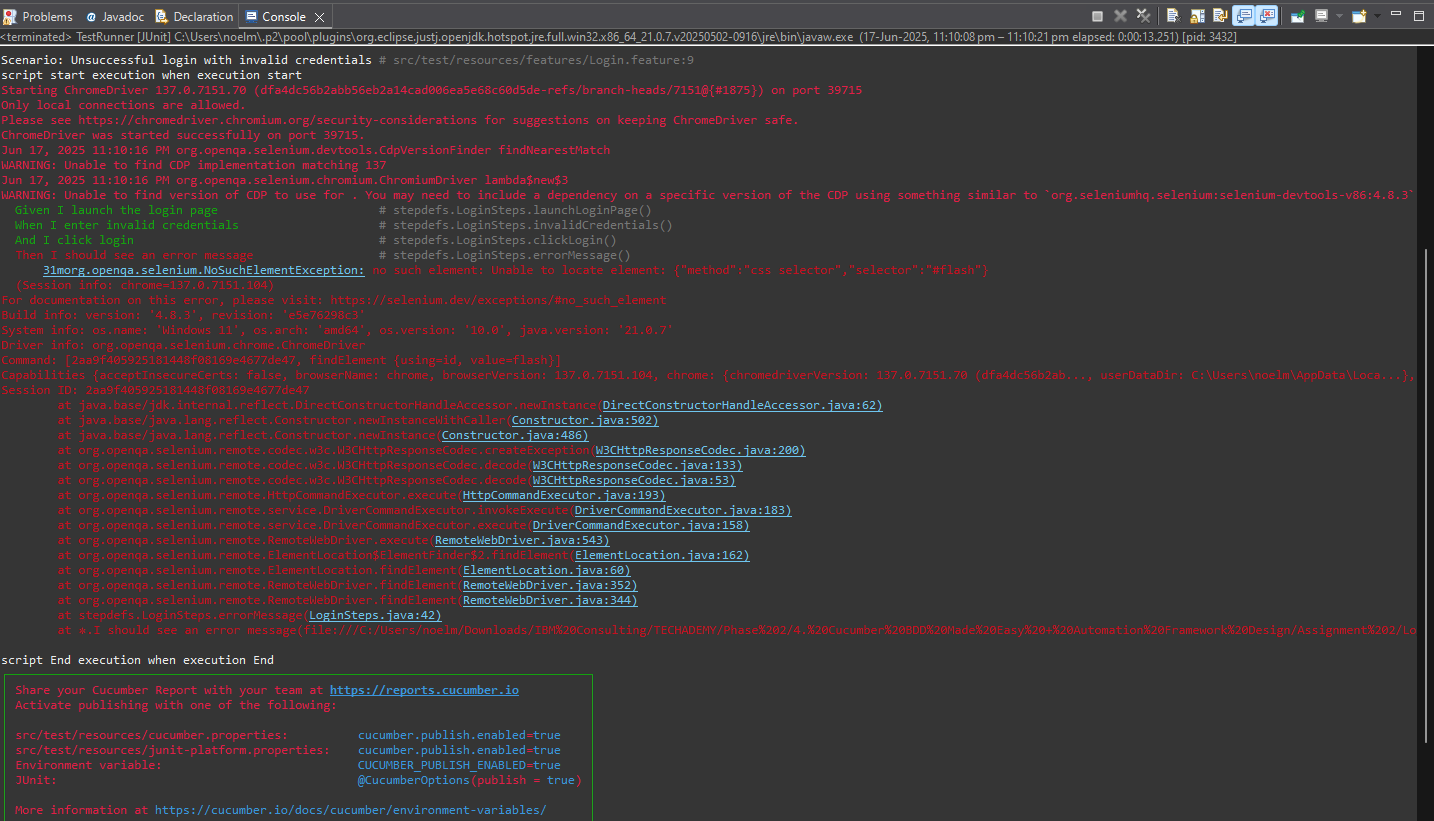 Problems Javadoc Declaration Console
<terminated> TestRunner [JUnit] C:\Users\noelm\.p2\pool\plugins\org.eclipse.justj.openjdk.hotspot.jre.full.win32.x86_64_21.0.7.v20250502-0916\jre\bin\javaw.exe (17-Jun-2025, 11:10:08 pm – 11:10:21 pm elapsed: 0:00:13.251) [pid: 3432]
Scenario: Unsuccessful login with invalid credentials # src/test/resources/features/Login.feature:9
script start execution when execution start
Starting ChromeDriver 137.0.7151.70 (dfa4dc56b2abb56eb2a14cad006ea5e68c60d5de-refs/branch-heads/7151@{#1875}) on port 39715
Only local connections are allowed.
Please see https://chromedriver.chromium.org/security-considerations for suggestions on keeping ChromeDriver safe.
ChromeDriver was started successfully on port 39715.
Jun 17, 2025 11:10:16 PM org.openqa.selenium.devtools.CdpVersionFinder findNearestMatch
WARNING: Unable to find CDP implementation matching 137
Jun 17, 2025 11:10:16 PM org.openqa.selenium.chromium.ChromiumDriver lambda$new$3
WARNING: Unable to find version of CDP to use for . You may need to include a dependency on a specific version of the CDP using something similar to `org.seleniumhq.selenium:selenium-devtools-v86:4.8.3`
Given I launch the login page # stepdefs.LoginSteps.launchLoginPage()
When I enter invalid credentials # stepdefs.LoginSteps.invalidCredentials()
And I click login # stepdefs.LoginSteps.clickLogin()
Then I should see an error message # stepdefs.LoginSteps.errorMessage()
31morg.openqa.selenium.NoSuchElementException: no such element: Unable to locate element: {"method":"css selector","selector":"#flash"}
(Session info: chrome=137.0.7151.104)
For documentation on this error, please visit: https://selenium.dev/exceptions/#no_such_element
Build info: version: '4.8.3', revision: 'e5e76298c3'
System info: os.name: 'Windows 11', os.arch: 'amd64', os.version: '10.0', java.version: '21.0.7'
Driver info: org.openqa.selenium.chrome.ChromeDriver
Command: [2aa9f405925181448f08169e4677de47, findElement {using=id, value=flash}]
Capabilities {acceptInsecureCerts: false, browserName: chrome, browserVersion: 137.0.7151.104, chrome: {chromedriverVersion: 137.0.7151.70 (dfa4dc56b2ab..., userDataDir: C:\Users\noelm\AppData\Loca...},
Session ID: 2aa9f405925181448f08169e4677de47
at java.base/jdk.internal.reflect.DirectConstructorHandleAccessor.newInstance(DirectConstructorHandleAccessor.java:62)
at java.base/java.lang.reflect.Constructor.newInstanceWithCaller(Constructor.java:502)
at java.base/java.lang.reflect.Constructor.newInstance(Constructor.java:486)
at org.openqa.selenium.remote.codec.w3c.W3CHttpResponseCodec.createException(W3CHttpResponseCodec.java:200)
at org.openqa.selenium.remote.codec.w3c.W3CHttpResponseCodec.decode(W3CHttpResponseCodec.java:133)
at org.openqa.selenium.remote.codec.w3c.W3CHttpResponseCodec.decode(W3CHttpResponseCodec.java:53)
at org.openqa.selenium.remote.HttpCommandExecutor.execute(HttpCommandExecutor.java:193)
at org.openqa.selenium.remote.service.DriverCommandExecutor.invokeExecute(DriverCommandExecutor.java:183)
at org.openqa.selenium.remote.service.DriverCommandExecutor.execute(DriverCommandExecutor.java:158)
at org.openqa.selenium.remote.RemoteWebDriver.execute(RemoteWebDriver.java:543)
at org.openqa.selenium.remote.ElementLocation$ElementFinder$2.findElement(ElementLocation.java:162)
at org.openqa.selenium.remote.ElementLocation.findElement(ElementLocation.java:60)
at org.openqa.selenium.remote.RemoteWebDriver.findElement(RemoteWebDriver.java:352)
at org.openqa.selenium.remote.RemoteWebDriver.findElement(RemoteWebDriver.java:344)
at stepdefs.LoginSteps.errorMessage(LoginSteps.java:42)
at ✽.I should see an error message(file:///C:/Users/noelm/Downloads/IBM%20Consulting/TECHADEMY/Phase%202/4.%20Cucumber%20BDD%20Made%20Easy%20+%20Automation%20Framework%20Design/Assignment%202/Lo
script End execution when execution End
Share your Cucumber Report with your team at https://reports.cucumber.io
Activate publishing with one of the following:
src/test/resources/cucumber.properties: cucumber.publish.enabled=true
src/test/resources/junit-platform.properties: cucumber.publish.enabled=true
Environment variable: CUCUMBER_PUBLISH_ENABLED=true
JUnit: @CucumberOptions(publish = true)
More information at https://cucumber.io/docs/cucumber/environment-variables/